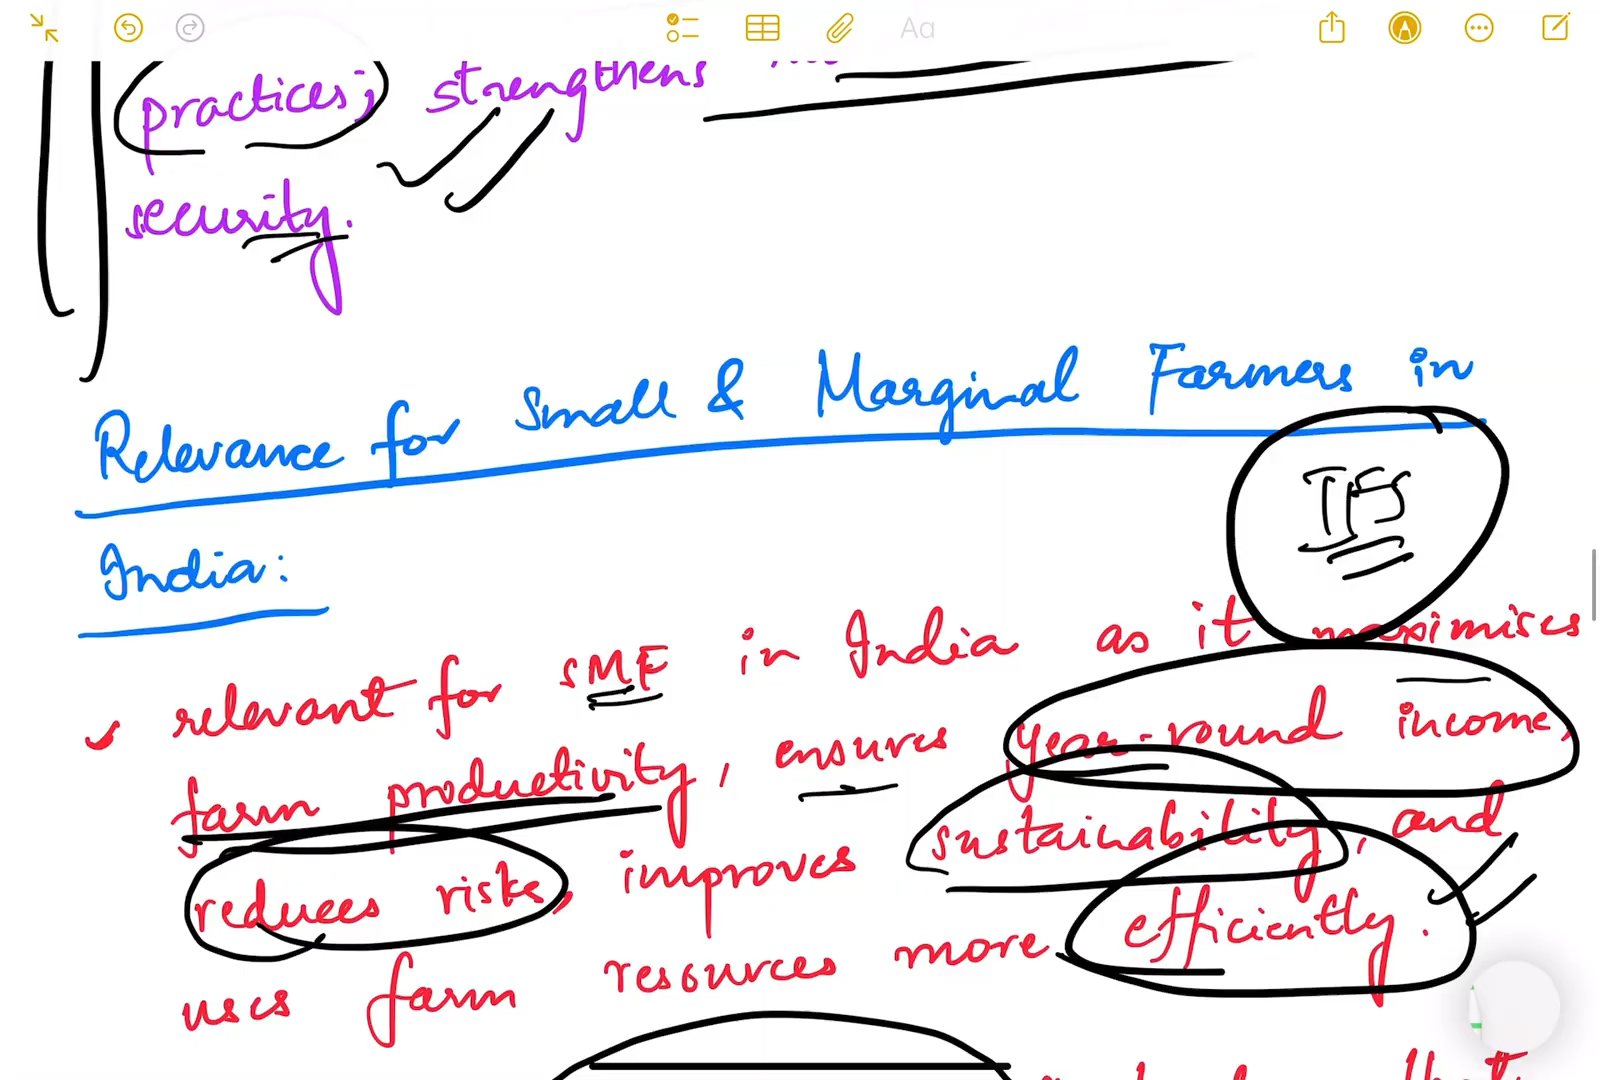 Aa
practices; strengthens
security.
Relevance for Small & Marginal Farmers in
IFS
India:
relevant for SMF in India as it maximises
farm productivity, ensures year-round income,
reduces risks, improves sustainability, and
uses farm resources more efficiently.